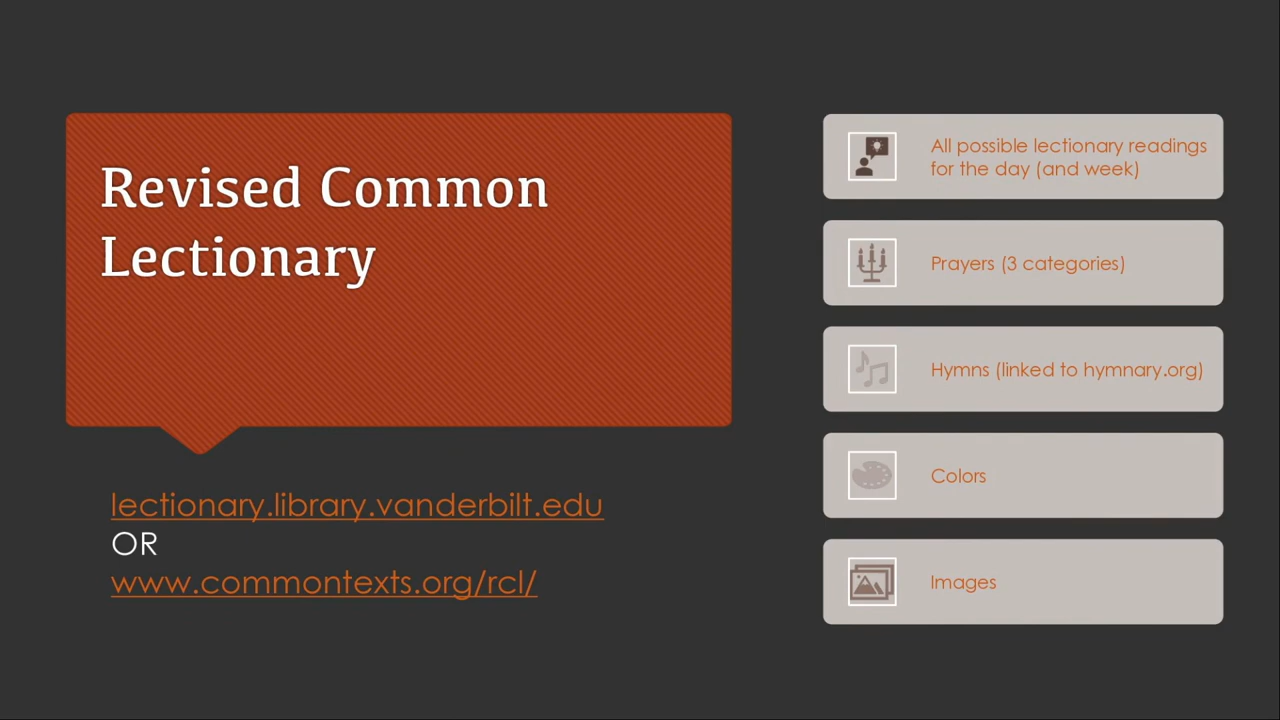 Revised Common
Lectionary
lectionary.library.vanderbilt.edu
OR
www.commontexts.org/rcl/
All possible lectionary readings
for the day (and week)
Prayers (3 categories)
Hymns (linked to hymnary.org)
Colors
Images